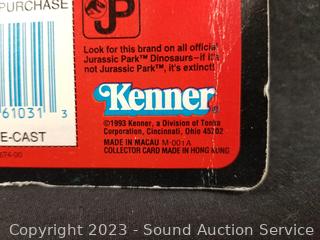 PURCHASE
JP
Look for this brand on all official
Jurassic Park™ Dinosaurs—if it's
not Jurassic Park™, it's extinct!
61031 3
Kenner
E-CAST
©1993 Kenner, a Division of Tonka
Corporation, Cincinnati, Ohio 45202
MADE IN MACAU M-001A
COLLECTOR CARD MADE IN HONG KONG
674-00
Copyright 2023 - Sound Auction Service